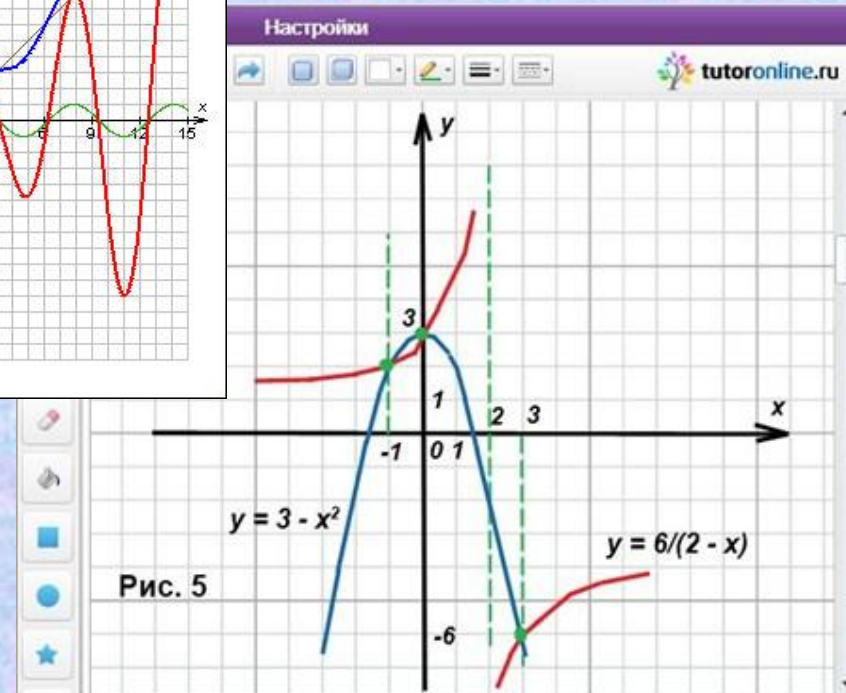 Настройки
tutoronline.ru
x
6 9 12 15
y
3
1
2 3
x
-1 0 1
y = 3 - x²
y = 6/(2 - x)
Рис. 5
-6